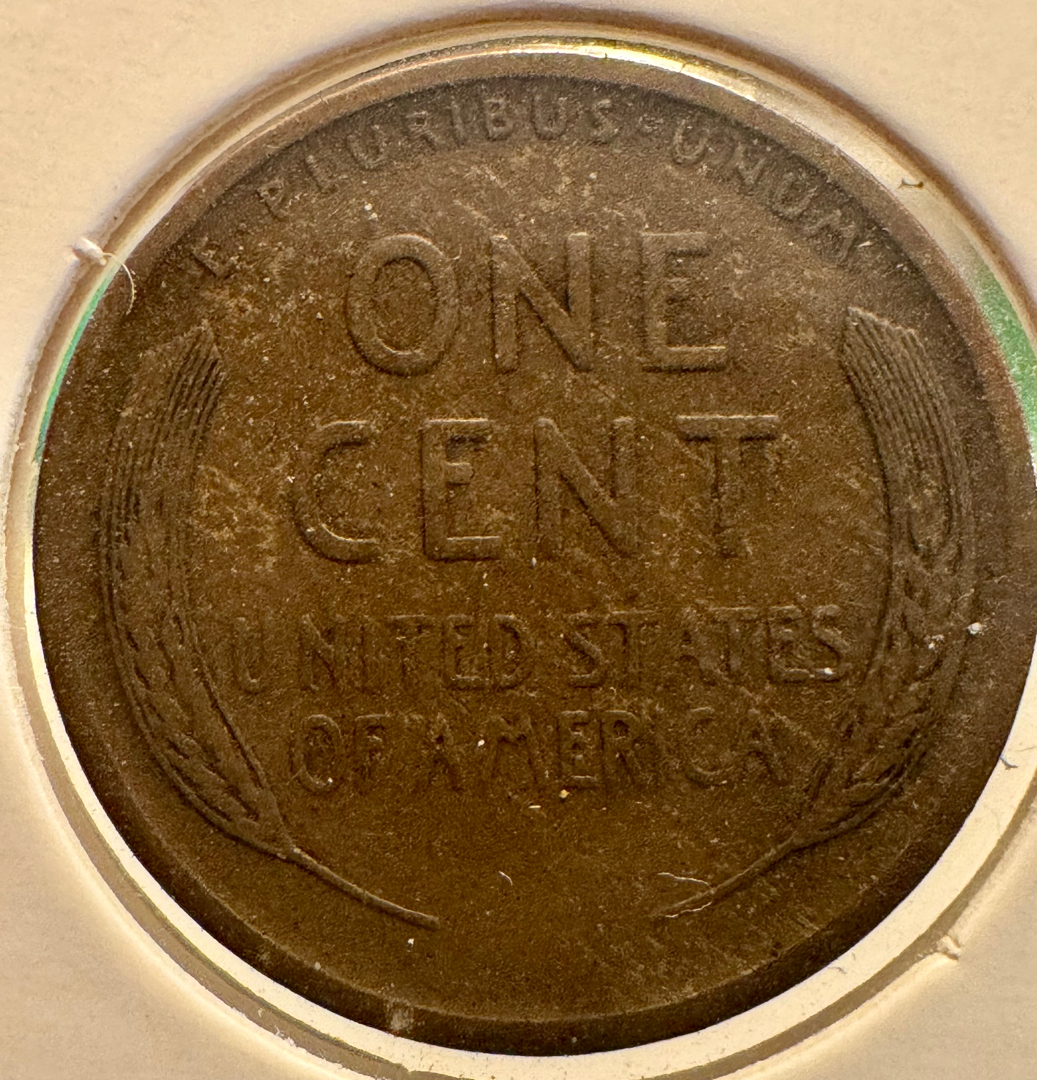 E · PLURIBUS · UNUM
ONE
CENT
UNITED STATES
OF AMERICA